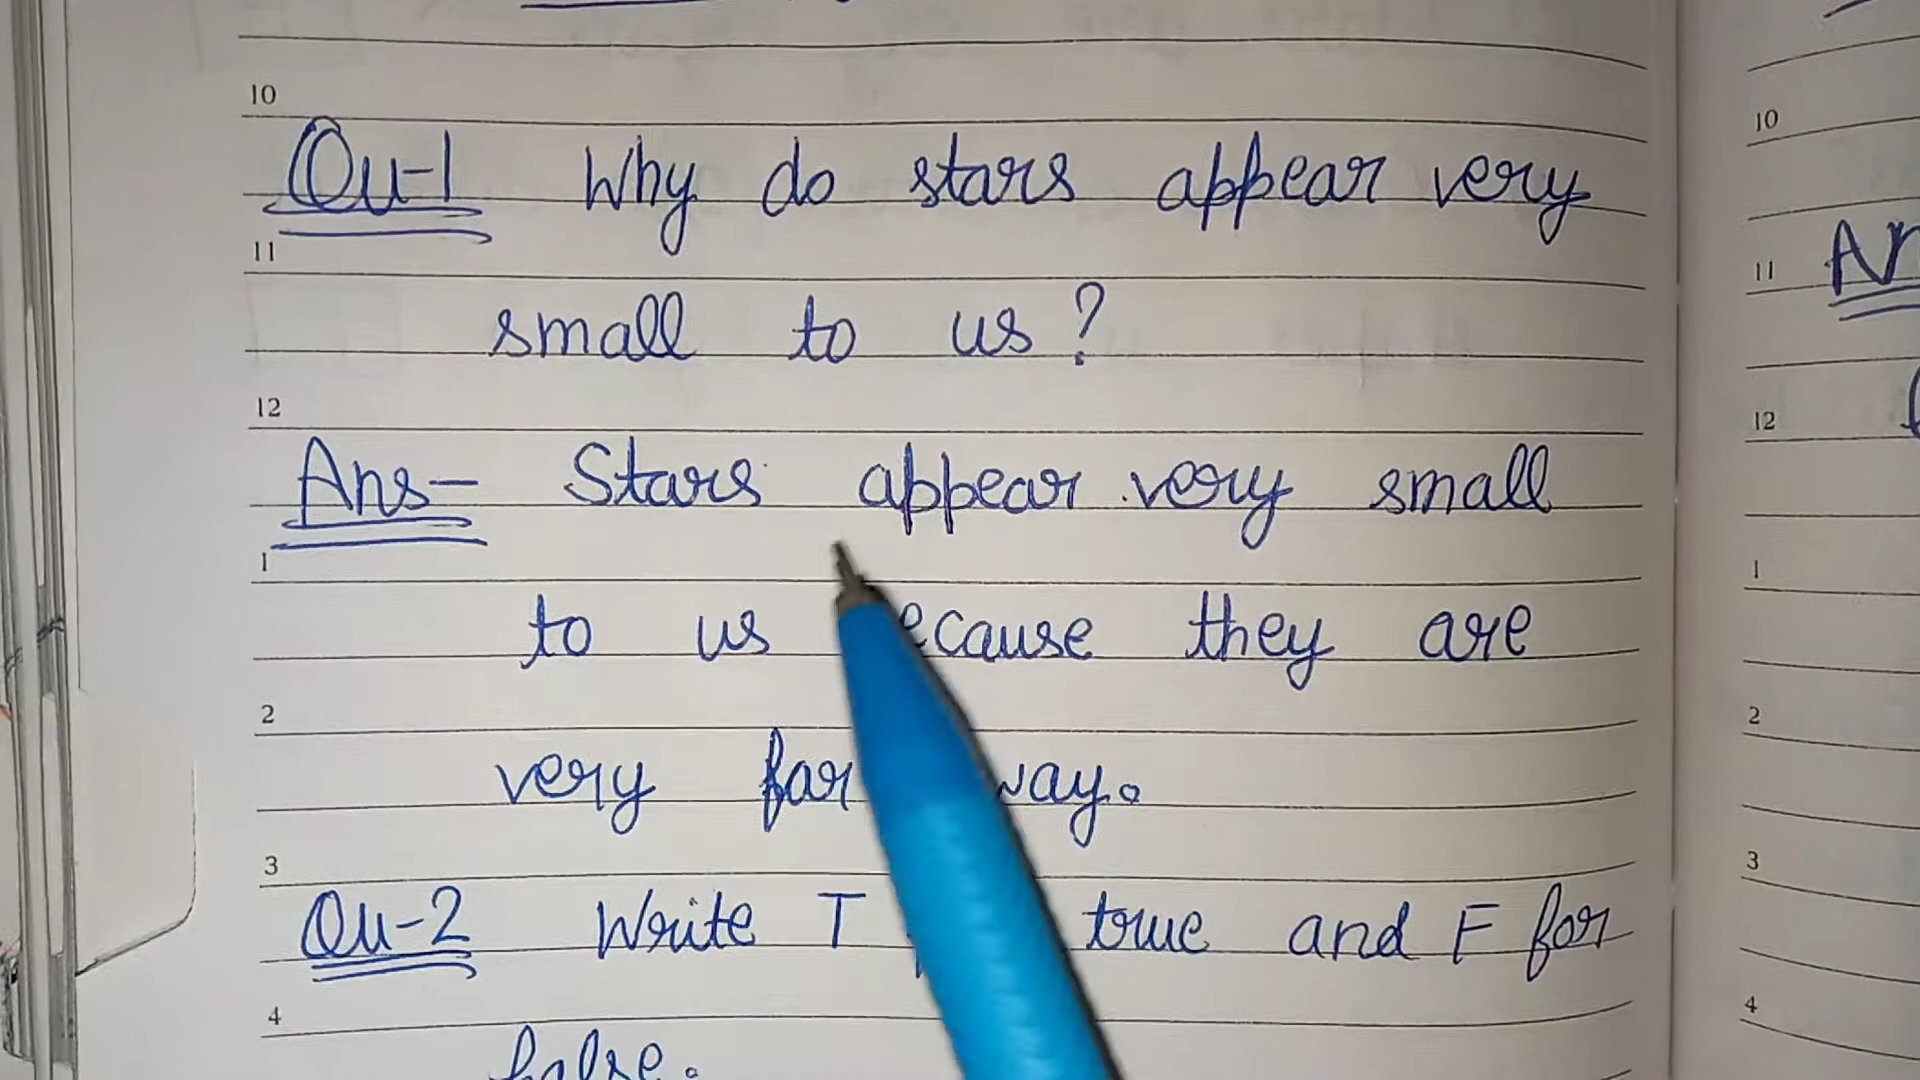 10
Qu-1 Why do stars appear very
11
small to us?
12
Ans- Stars appear very small
1
to us ecause they are
2
very far way.
3
Qu-2 Write T true and F for
4
false.
10
11
An
12
1
2
3
4